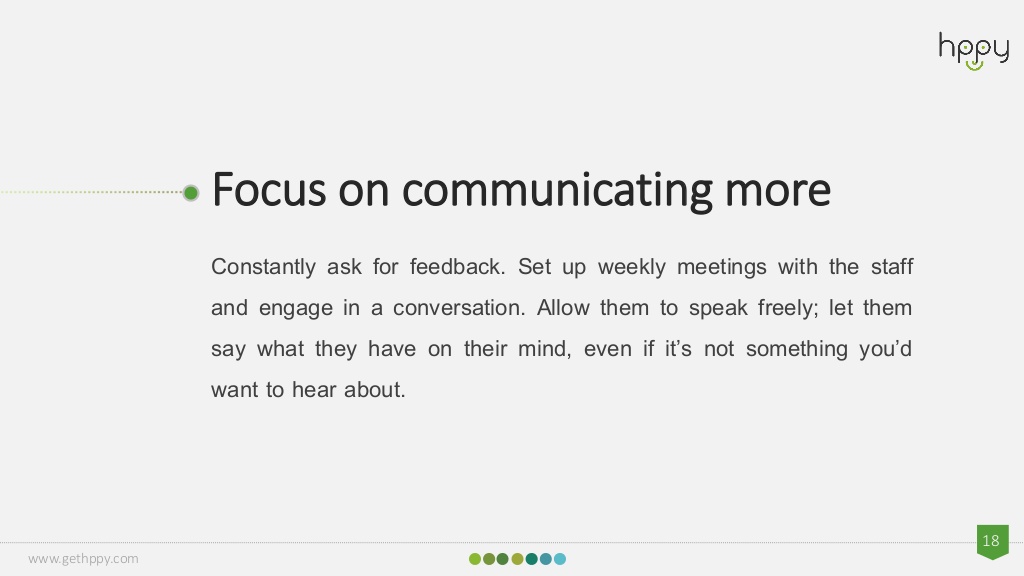 hppy
Focus on communicating more
Constantly ask for feedback. Set up weekly meetings with the staff
and engage in a conversation. Allow them to speak freely; let them
say what they have on their mind, even if it’s not something you’d
want to hear about.
www.gethppy.com
18